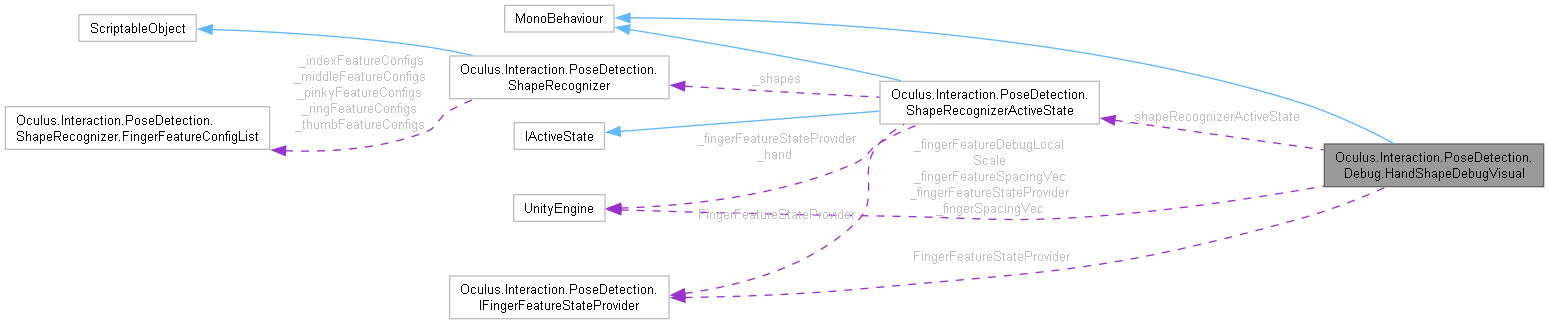 ScriptableObject
MonoBehaviour
_indexFeatureConfigs
_middleFeatureConfigs
_pinkyFeatureConfigs
_ringFeatureConfigs
_thumbFeatureConfigs
Oculus.Interaction.PoseDetection.
ShapeRecognizer
_shapes
Oculus.Interaction.PoseDetection.
ShapeRecognizerActiveState
Oculus.Interaction.PoseDetection.
ShapeRecognizer.FingerFeatureConfigList
IActiveState
_shapeRecognizerActiveState
_fingerFeatureStateProvider
_hand
_fingerFeatureDebugLocal
Scale
_fingerFeatureSpacingVec
_fingerFeatureStateProvider
_fingerSpacingVec
Oculus.Interaction.PoseDetection.
Debug.HandShapeDebugVisual
UnityEngine
FingerFeatureStateProvider
FingerFeatureStateProvider
Oculus.Interaction.PoseDetection.
IFingerFeatureStateProvider